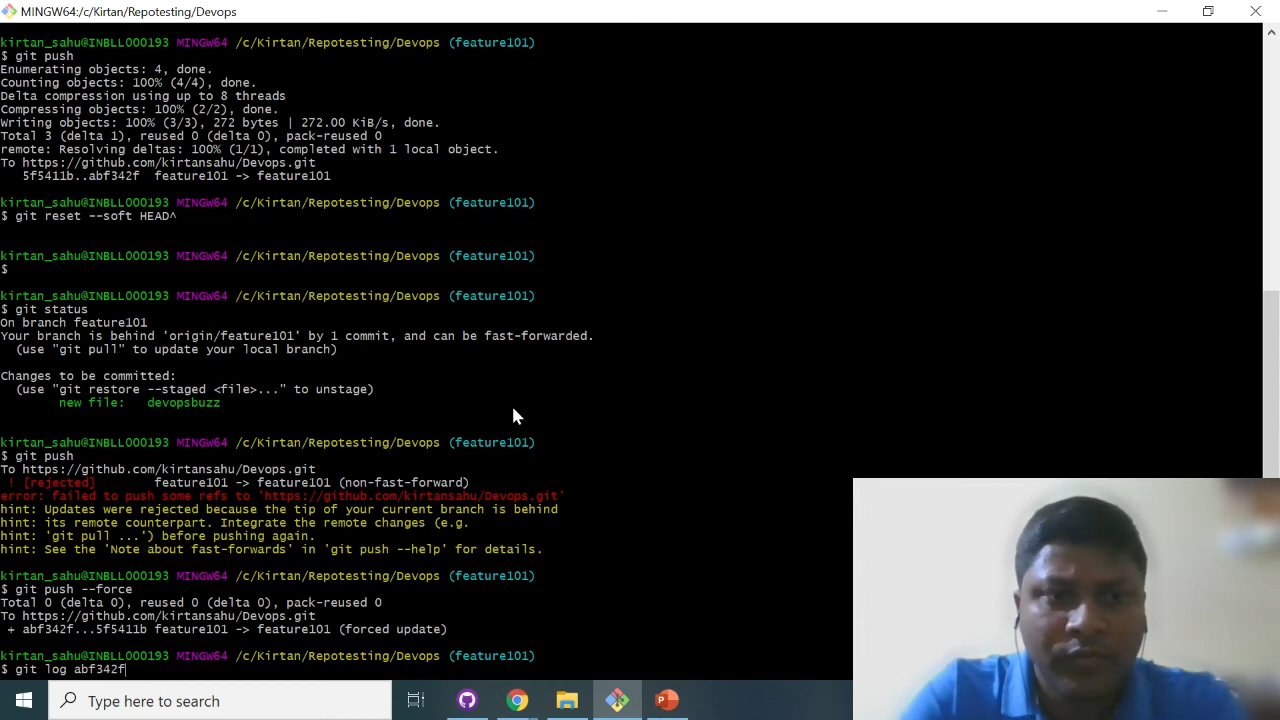 MINGW64:/c/Kirtan/Repotesting/Devops
kirtan_sahu@INBLL000193 MINGW64 /c/Kirtan/Repotesting/Devops (feature101)
$ git push
Enumerating objects: 4, done.
Counting objects: 100% (4/4), done.
Delta compression using up to 8 threads
Compressing objects: 100% (2/2), done.
Writing objects: 100% (3/3), 272 bytes | 272.00 KiB/s, done.
Total 3 (delta 1), reused 0 (delta 0), pack-reused 0
remote: Resolving deltas: 100% (1/1), completed with 1 local object.
To https://github.com/kirtansahu/Devops.git
   5f5411b..abf342f  feature101 -> feature101
kirtan_sahu@INBLL000193 MINGW64 /c/Kirtan/Repotesting/Devops (feature101)
$ git reset --soft HEAD^
kirtan_sahu@INBLL000193 MINGW64 /c/Kirtan/Repotesting/Devops (feature101)
$
kirtan_sahu@INBLL000193 MINGW64 /c/Kirtan/Repotesting/Devops (feature101)
$ git status
On branch feature101
Your branch is behind 'origin/feature101' by 1 commit, and can be fast-forwarded.
  (use "git pull" to update your local branch)
Changes to be committed:
  (use "git restore --staged <file>..." to unstage)
        new file:   devopsbuzz
kirtan_sahu@INBLL000193 MINGW64 /c/Kirtan/Repotesting/Devops (feature101)
$ git push
To https://github.com/kirtansahu/Devops.git
 ! [rejected]        feature101 -> feature101 (non-fast-forward)
error: failed to push some refs to 'https://github.com/kirtansahu/Devops.git'
hint: Updates were rejected because the tip of your current branch is behind
hint: its remote counterpart. Integrate the remote changes (e.g.
hint: 'git pull ...') before pushing again.
hint: See the 'Note about fast-forwards' in 'git push --help' for details.
kirtan_sahu@INBLL000193 MINGW64 /c/Kirtan/Repotesting/Devops (feature101)
$ git push --force
Total 0 (delta 0), reused 0 (delta 0), pack-reused 0
To https://github.com/kirtansahu/Devops.git
 + abf342f...5f5411b feature101 -> feature101 (forced update)
kirtan_sahu@INBLL000193 MINGW64 /c/Kirtan/Repotesting/Devops (feature101)
$ git log abf342f
Type here to search